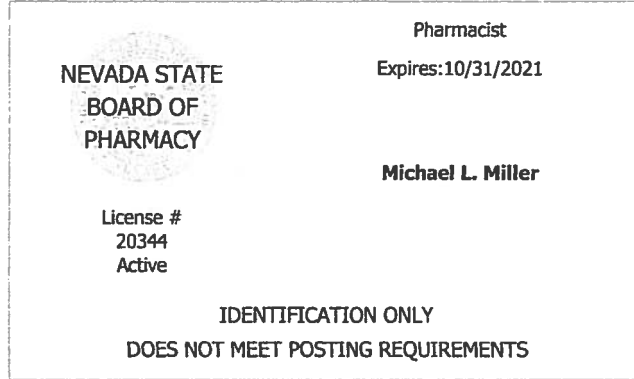 NEVADA STATE
BOARD OF
PHARMACY
License #
20344
Active
Pharmacist
Expires:10/31/2021
Michael L. Miller
IDENTIFICATION ONLY
DOES NOT MEET POSTING REQUIREMENTS